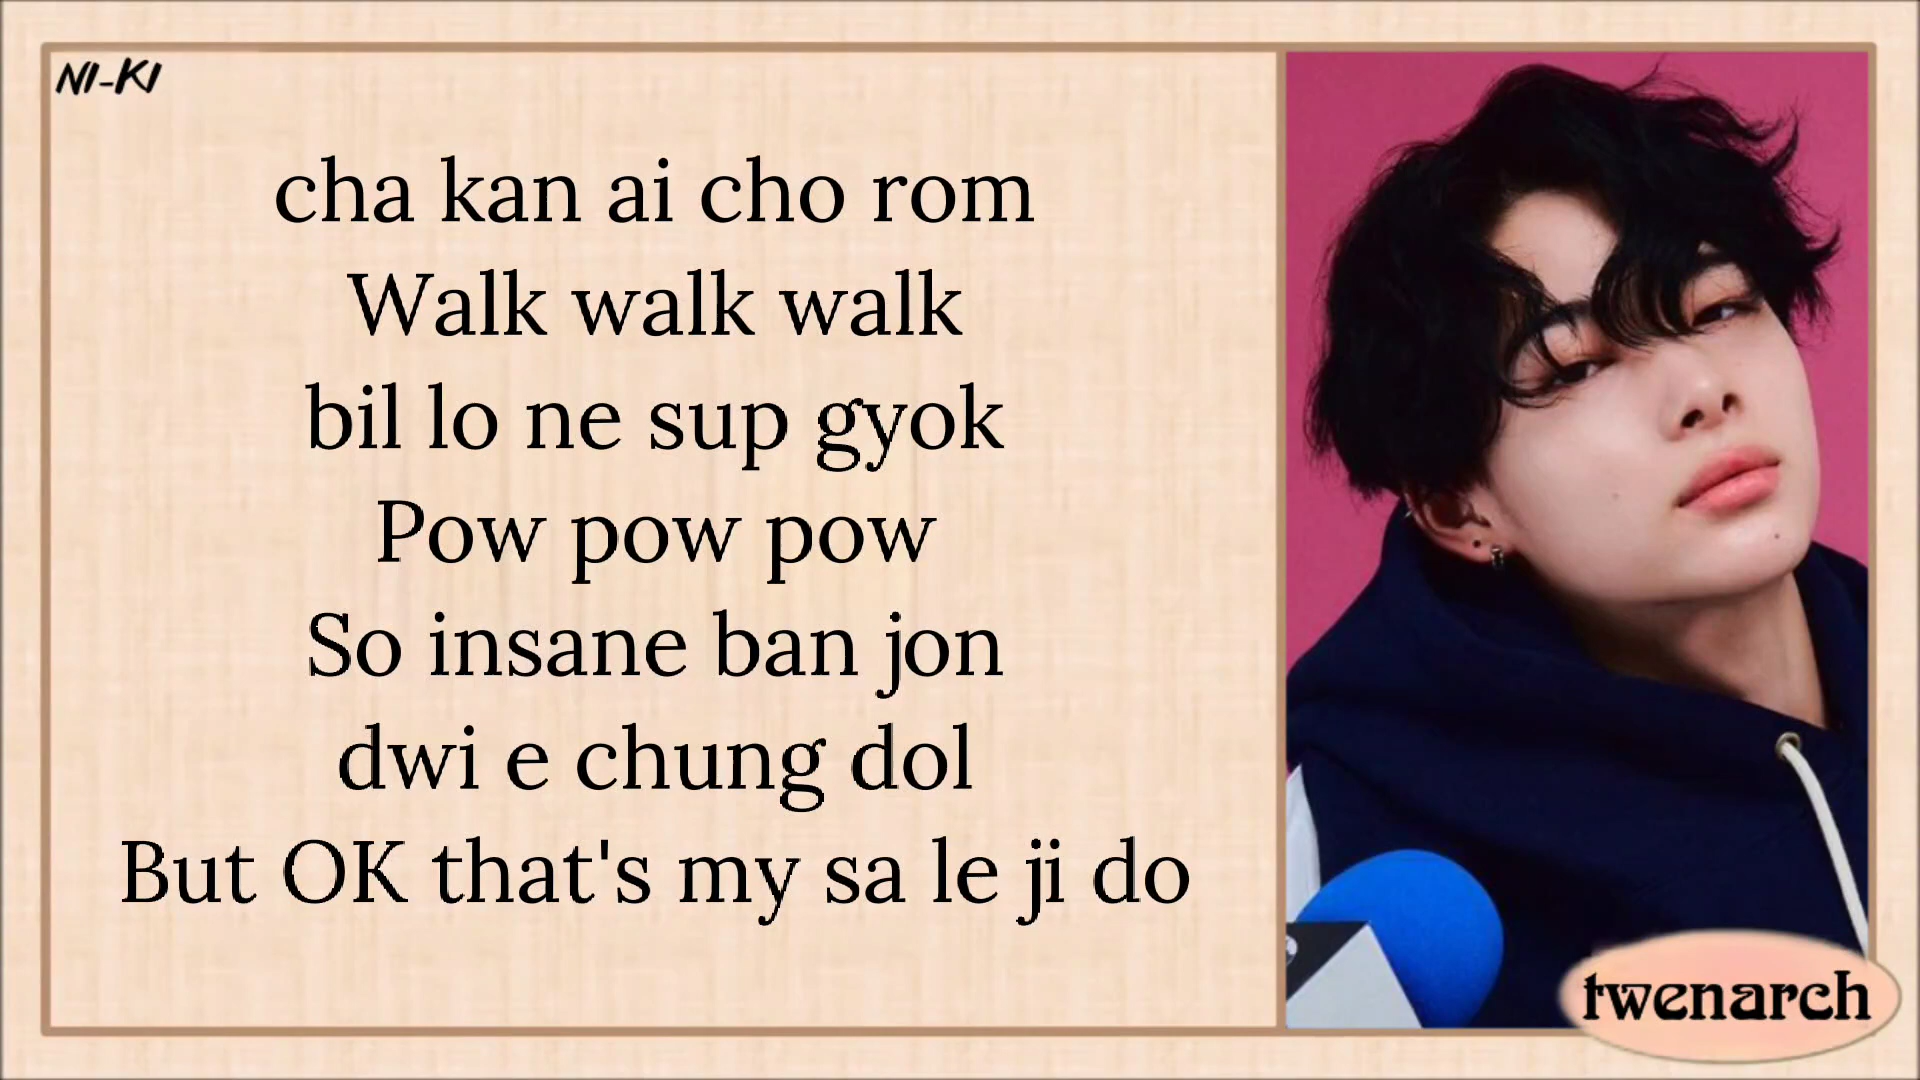 NI-KI
cha kan ai cho rom
Walk walk walk
bil lo ne sup gyok
Pow pow pow
So insane ban jon
dwi e chung dol
But OK that's my sa le ji do
twenarch